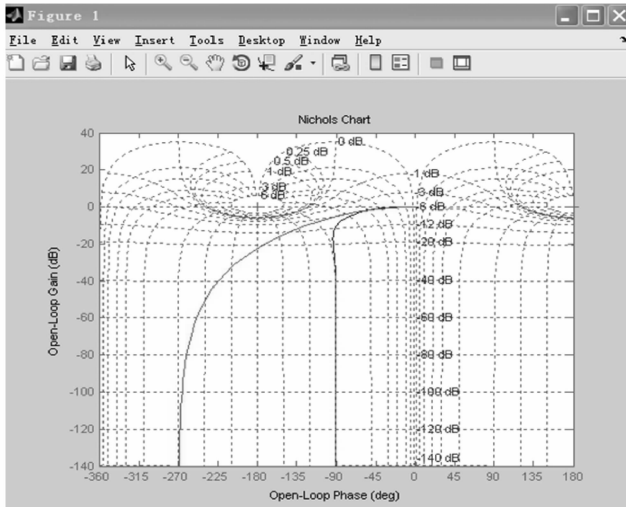 Figure 1
File Edit View Insert Tools Desktop Window Help
Nichols Chart
40
20
0
-20
-40
-60
-80
-100
-120
-140
0 dB
0.25 dB
0.5 dB
1 dB
3 dB
6 dB
-1 dB
-3 dB
-6 dB
-12 dB
-20 dB
-40 dB
-60 dB
-80 dB
-100 dB
-120 dB
-140 dB
Open-Loop Gain (dB)
-360 -315 -270 -225 -180 -135 -90 -45 0 45 90 135 180
Open-Loop Phase (deg)